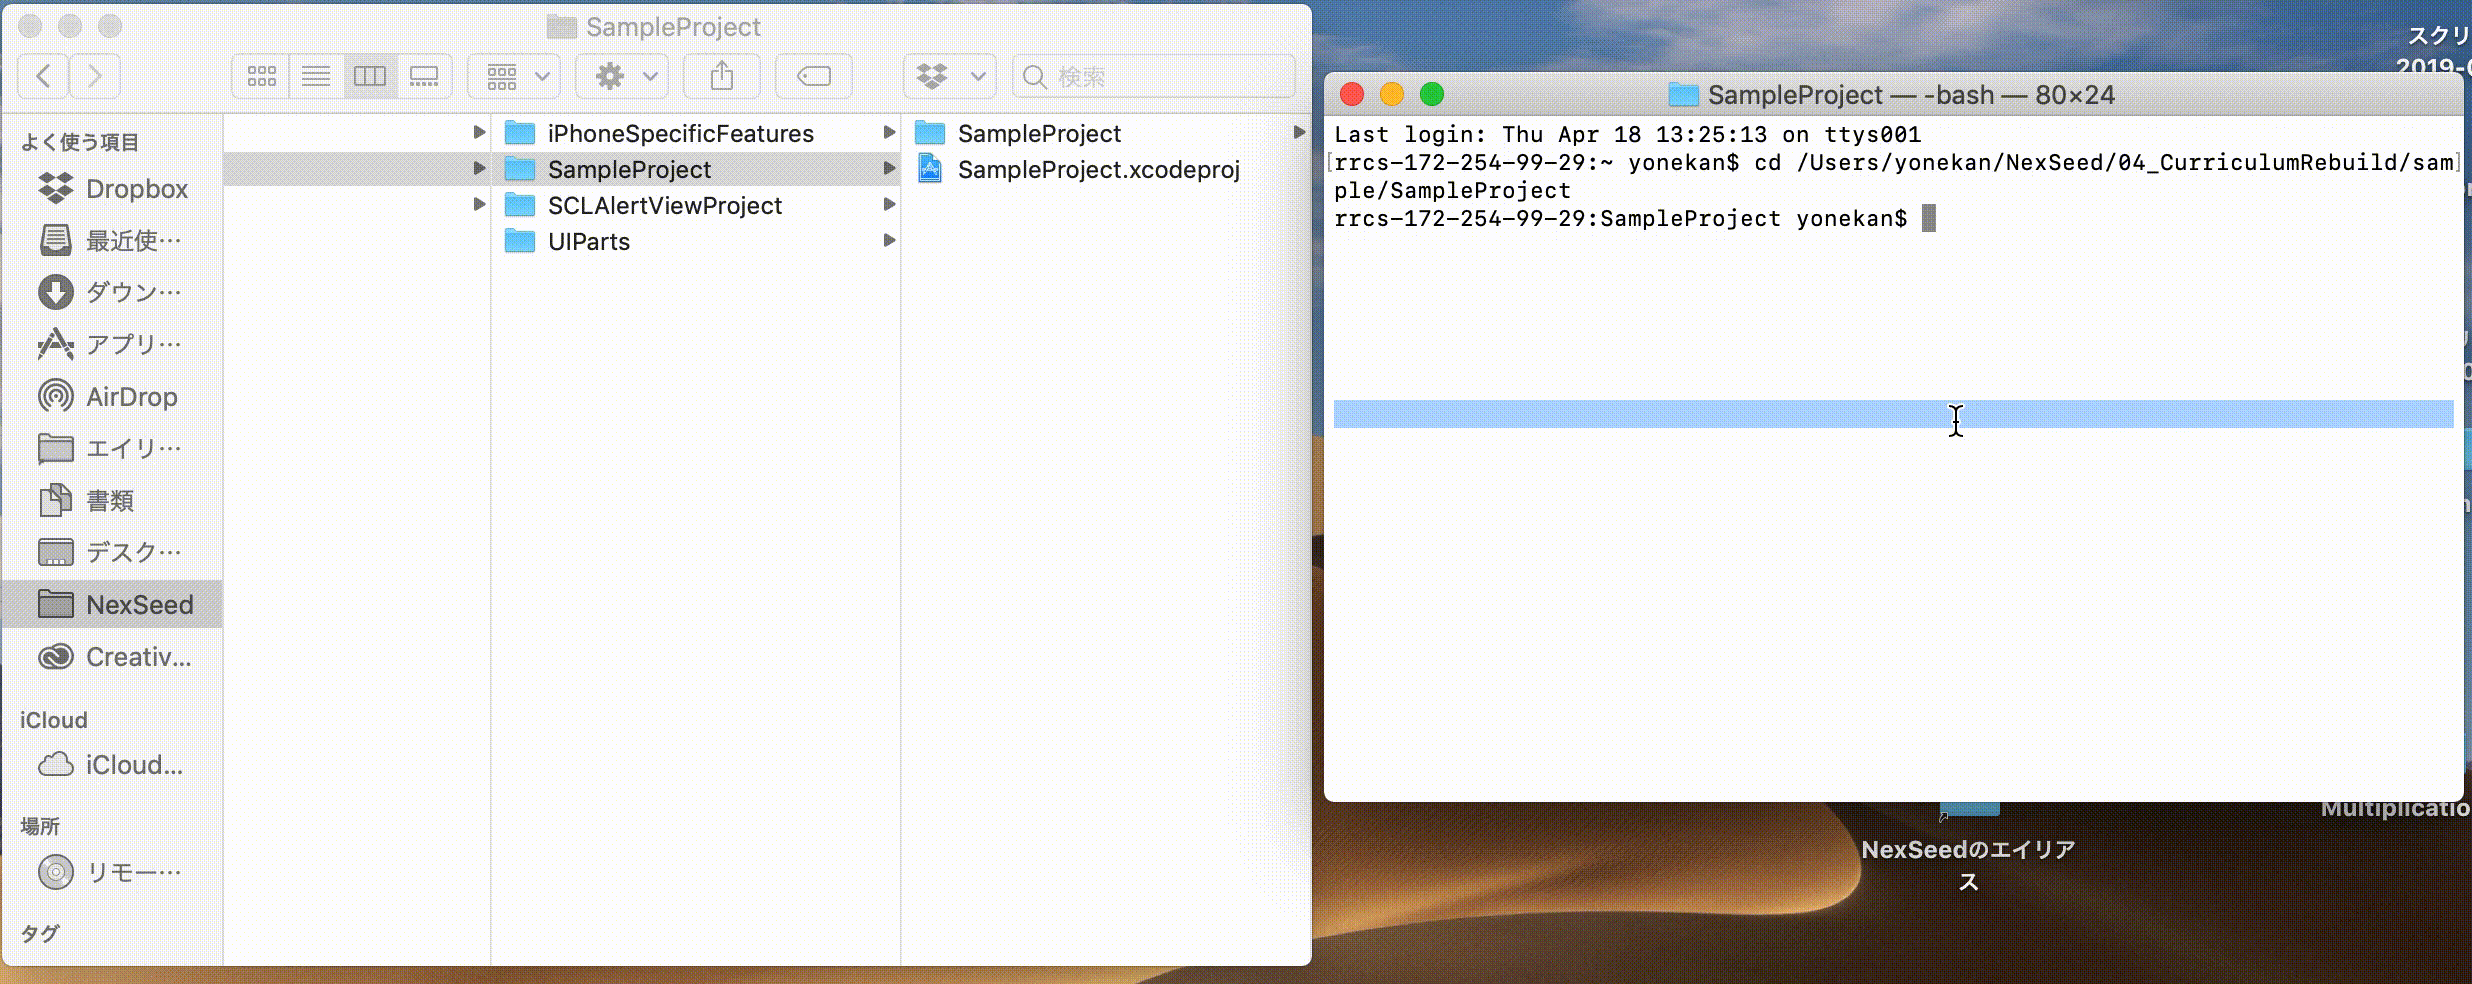 SampleProject
検索
よく使う項目
Dropbox
最近使…
ダウン…
アプリ…
AirDrop
エイリ…
書類
デスク…
NexSeed
Creativ...
iCloud
iCloud...
場所
リモー…
タグ
iPhoneSpecificFeatures
SampleProject
SCLAlertViewProject
UIParts
SampleProject
SampleProject.xcodeproj
スクリ
2019-0
SampleProject — -bash — 80×24
Last login: Thu Apr 18 13:25:13 on ttys001
[rrcs-172-254-99-29:~ yonekan$ cd /Users/yonekan/NexSeed/04_CurriculumRebuild/sam]
ple/SampleProject
rrcs-172-254-99-29:SampleProject yonekan$
Multiplicatio
NexSeedのエイリア
ス